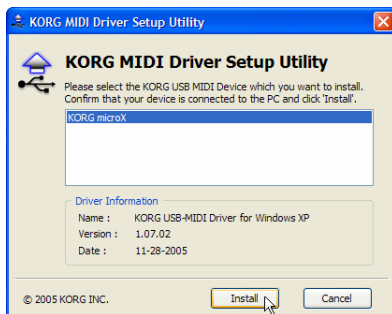 KORG MIDI Driver Setup Utility
KORG MIDI Driver Setup Utility
Please select the KORG USB MIDI Device which you want to install.
Confirm that your device is connected to the PC and click 'Install'.
KORG microX
Driver Information
Name : KORG USB-MIDI Driver for Windows XP
Version : 1.07.02
Date : 11-28-2005
© 2005 KORG INC. Install Cancel